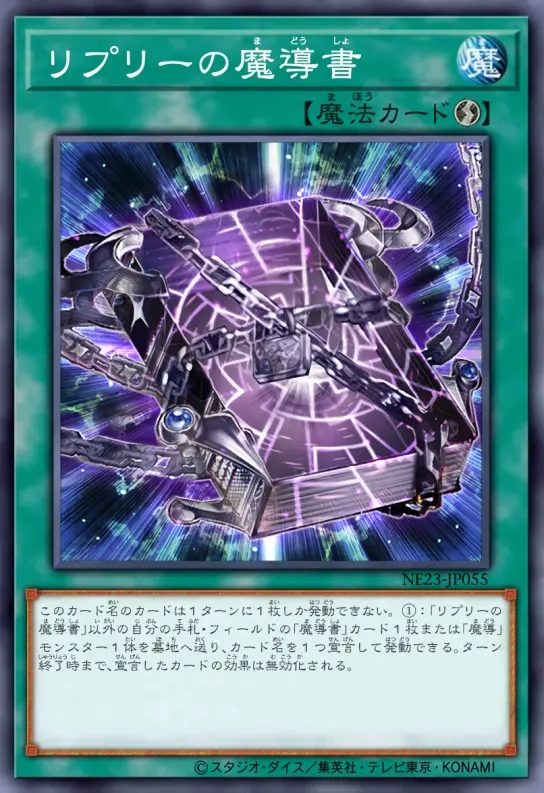 リプリーの魔導書
魔
【魔法カード】
NE23-JP055
このカード名のカードは1ターンに1枚しか発動できない。①:「リプリーの
魔導書」以外の自分の手札・フィールドの「魔導書」カード1枚または「魔導」
モンスター1体を墓地へ送り、カード名を1つ宣言して発動できる。ターン
終了時まで、宣言したカードの効果は無効化される。
©スタジオ・ダイス/集英社・テレビ東京・KONAMI